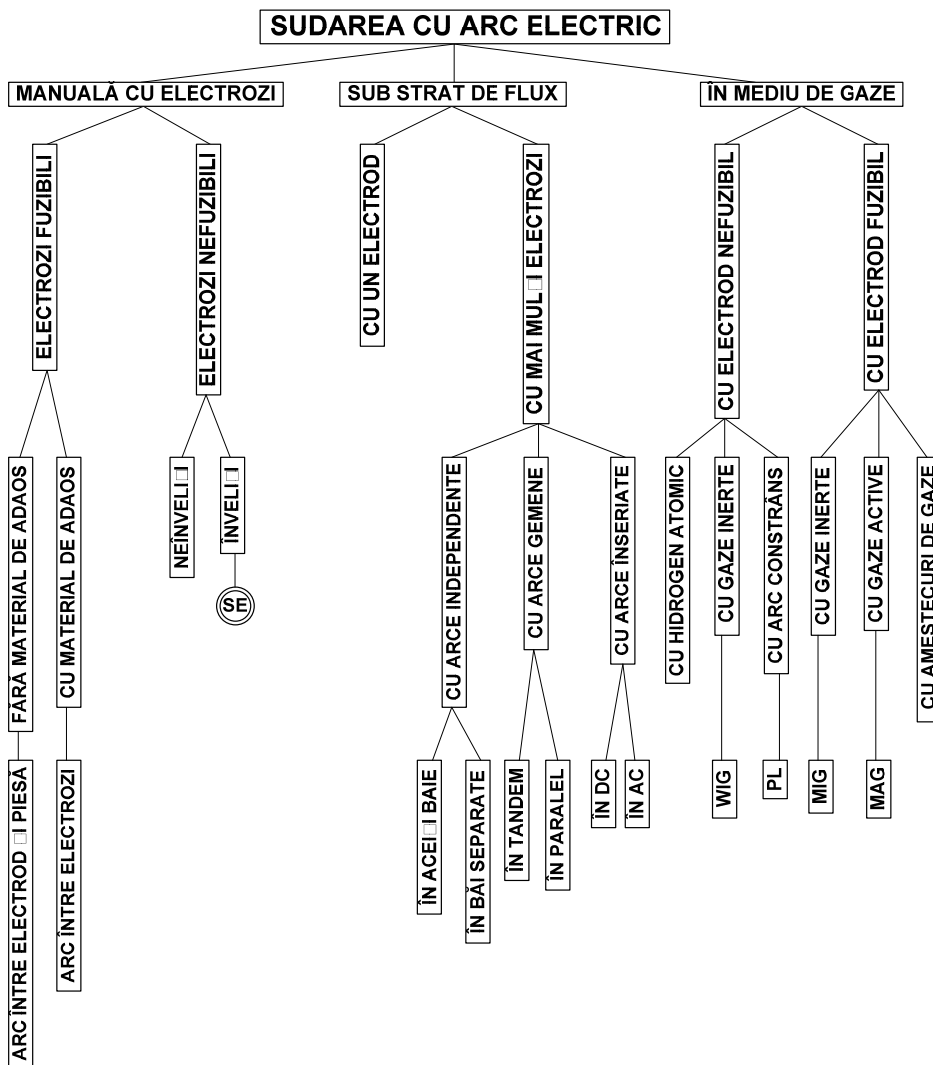 SUDAREA CU ARC ELECTRIC
MANUALĂ CU ELECTROZI
SUB STRAT DE FLUX
ÎN MEDIU DE GAZE
ELECTROZI FUZIBILI
ELECTROZI NEFUZIBILI
CU UN ELECTROD
CU MAI MUL□I ELECTROZI
CU ELECTROD NEFUZIBIL
CU ELECTROD FUZIBIL
FĂRĂ MATERIAL DE ADAOS
CU MATERIAL DE ADAOS
NEÎNVELI□I
ÎNVELI□I
CU ARCE INDEPENDENTE
CU ARCE GEMENE
CU ARCE ÎNSERIATE
CU HIDROGEN ATOMIC
CU GAZE INERTE
CU ARC CONSTRÂNS
CU GAZE INERTE
CU GAZE ACTIVE
CU AMESTECURI DE GAZE
SE
ARC ÎNTRE ELECTROD □I PIESĂ
ARC ÎNTRE ELECTROZI
ÎN ACEI□I BAIE
ÎN BĂI SEPARATE
ÎN TANDEM
ÎN PARALEL
ÎN DC
ÎN AC
WIG
PL
MIG
MAG